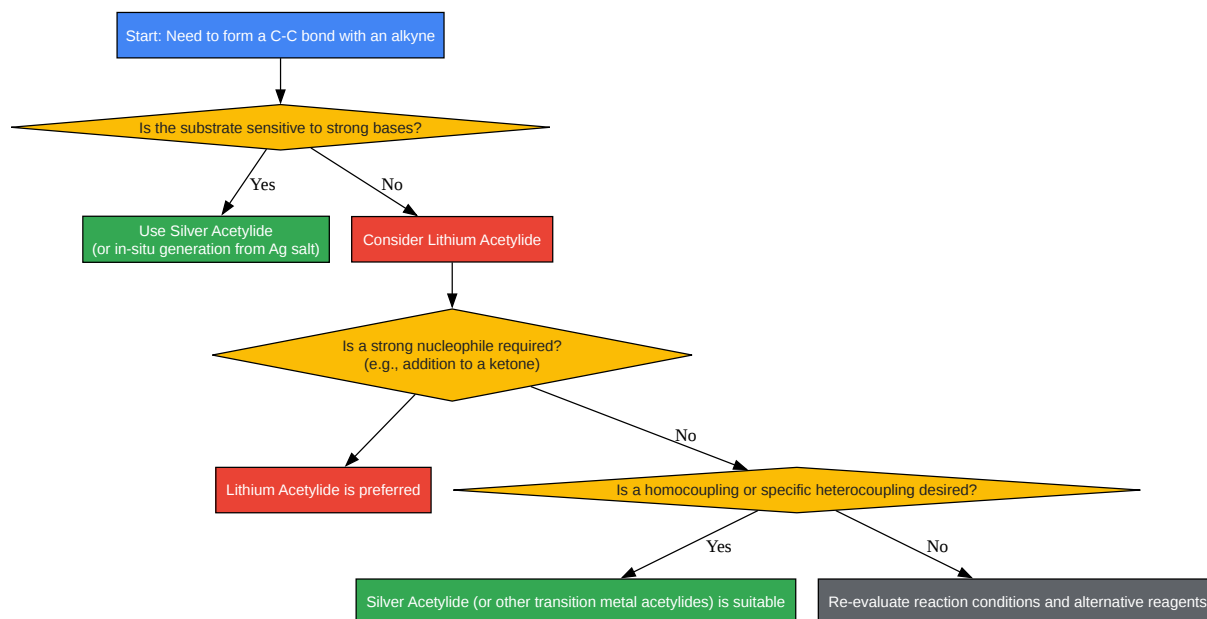 Start: Need to form a C-C bond with an alkyne
Is the substrate sensitive to strong bases?
Yes
No
Use Silver Acetylide
(or in-situ generation from Ag salt)
Consider Lithium Acetylide
Is a strong nucleophile required?
(e.g., addition to a ketone)
No
Lithium Acetylide is preferred
Is a homocoupling or specific heterocoupling desired?
Yes
No
Silver Acetylide (or other transition metal acetylides) is suitable
Re-evaluate reaction conditions and alternative reagents